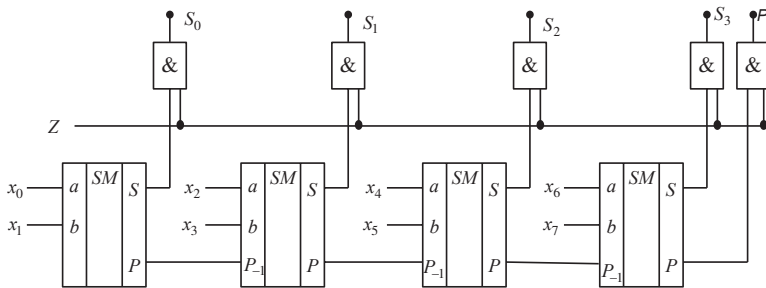 S₀ S₁ S₂ S₃ P
& & & & &
Z
x₀ a SM S x₂ a SM S x₄ a SM S x₆ a SM S
x₁ b x₃ b x₅ b x₇ b
P P₋₁ P P₋₁ P P₋₁ P